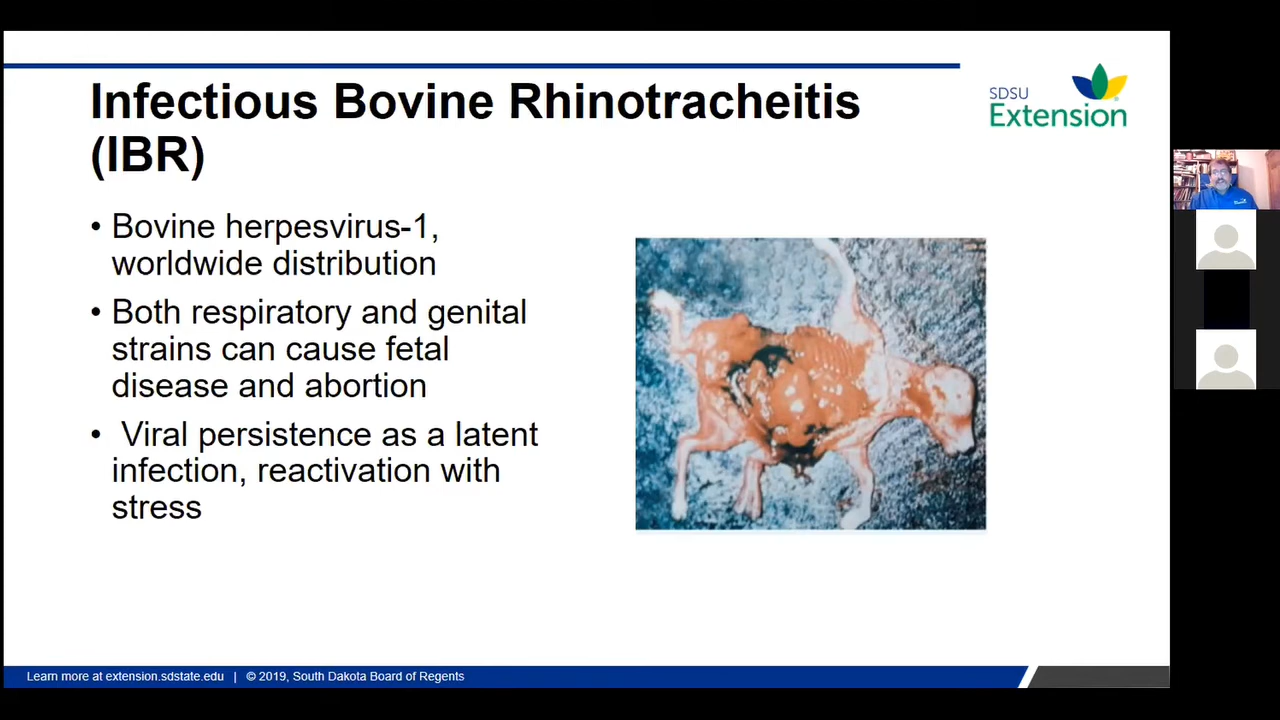 Infectious Bovine Rhinotracheitis
(IBR)
SDSU
Extension
• Bovine herpesvirus-1,
worldwide distribution
• Both respiratory and genital
strains can cause fetal
disease and abortion
• Viral persistence as a latent
infection, reactivation with
stress
Learn more at extension.sdstate.edu | © 2019, South Dakota Board of Regents